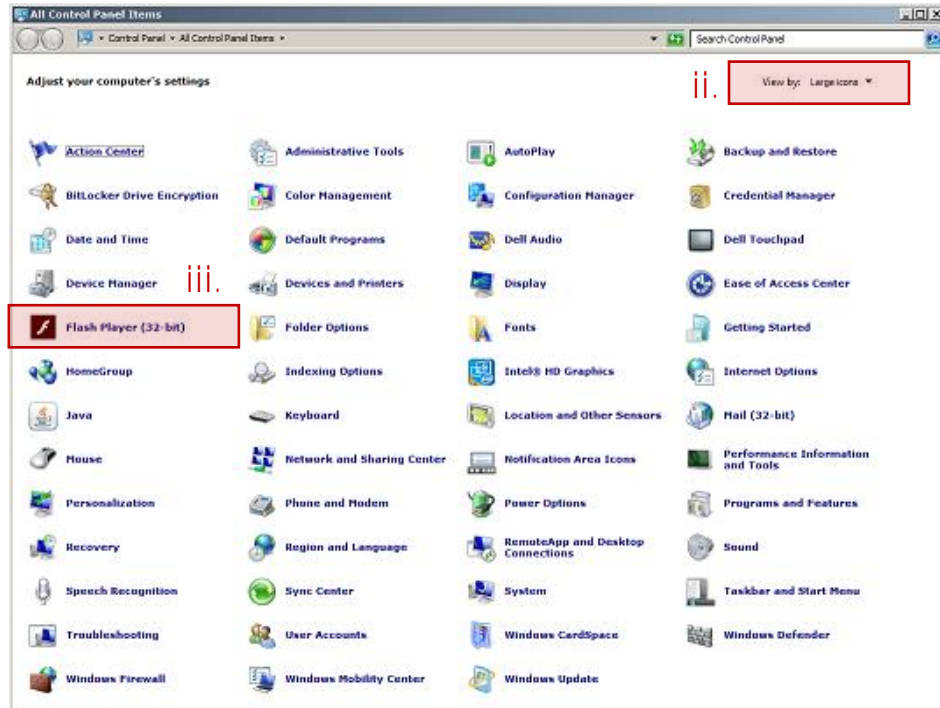 All Control Panel Items
Control Panel All Control Panel Items
Search Control Panel
Adjust your computer's settings
ii.
View by: Large icons
Action Center Administrative Tools AutoPlay Backup and Restore
BitLocker Drive Encryption Color Management Configuration Manager Credential Manager
Date and Time Default Programs Dell Audio Dell Touchpad
iii.
Device Manager Devices and Printers Display Ease of Access Center
Flash Player (32-bit) Folder Options Fonts Getting Started
HomeGroup Indexing Options Intel® HD Graphics Internet Options
Java Keyboard Location and Other Sensors Mail (32-bit)
Mouse Network and Sharing Center Notification Area Icons Performance Information
and Tools
Personalization Phone and Modem Power Options Programs and Features
Recovery Region and Language RemoteApp and Desktop Sound
Connections
Speech Recognition Sync Center System Taskbar and Start Menu
Troubleshooting User Accounts Windows CardSpace Windows Defender
Windows Firewall Windows Mobility Center Windows Update